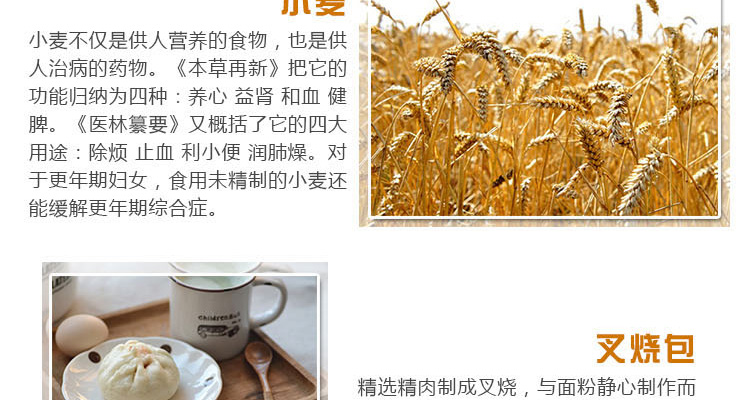 小麦
小麦不仅是供人营养的食物，也是供
人治病的药物。《本草再新》把它的
功能归纳为四种：养心 益肾 和血 健
脾。《医林纂要》又概括了它的四大
用途：除烦 止血 利小便 润肺燥。对
于更年期妇女，食用未精制的小麦还
能缓解更年期综合症。
叉烧包
精选精肉制成叉烧，与面粉静心制作而